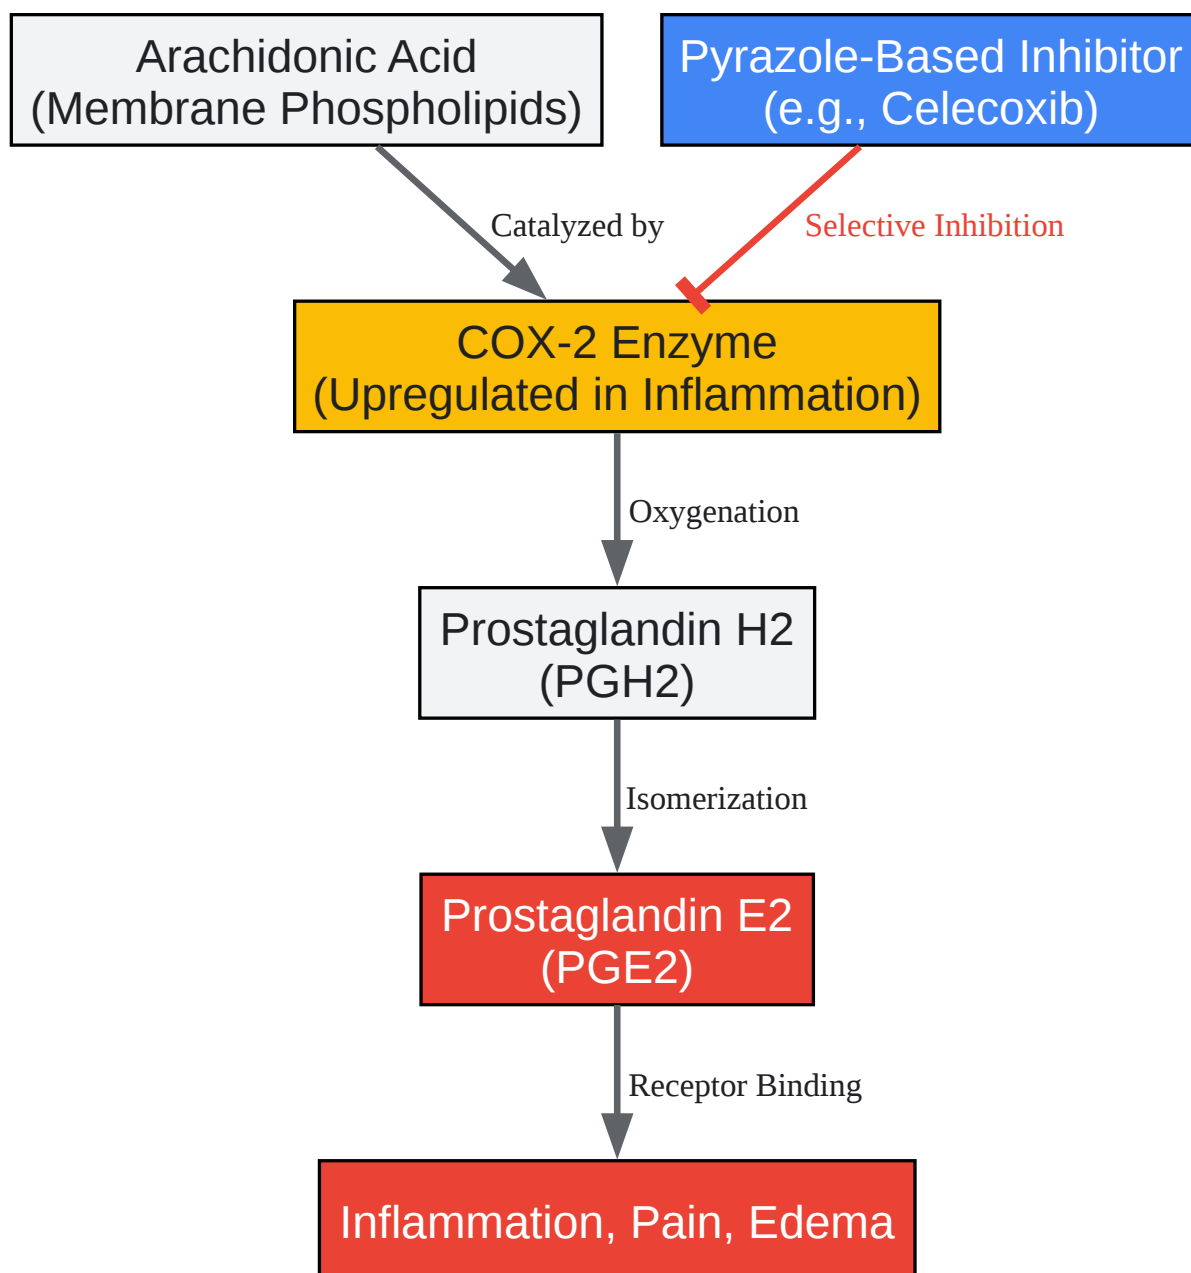 Arachidonic Acid
(Membrane Phospholipids)
Pyrazole-Based Inhibitor
(e.g., Celecoxib)
Catalyzed by
Selective Inhibition
COX-2 Enzyme
(Upregulated in Inflammation)
Oxygenation
Prostaglandin H2
(PGH2)
Isomerization
Prostaglandin E2
(PGE2)
Receptor Binding
Inflammation, Pain, Edema